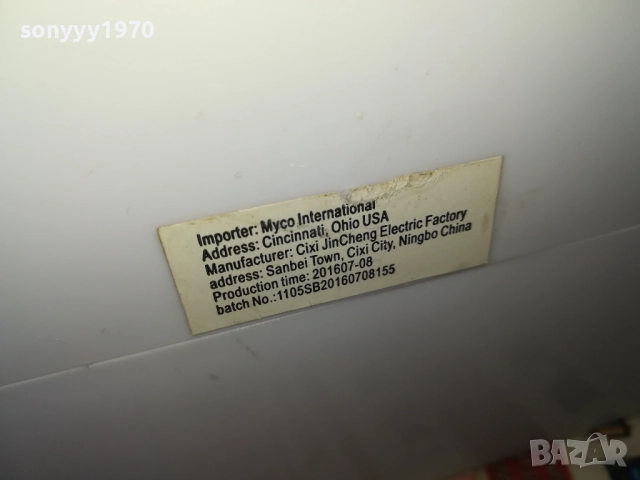 sonyyy1970
Importer: Myco International
Address: Cincinnati, Ohio USA
Manufacturer: Cixi JinCheng Electric Factory
address: Sanbei Town, Cixi City, Ningbo China
Production time: 201607-08
batch No.:1105SB20160708155
BAZAR